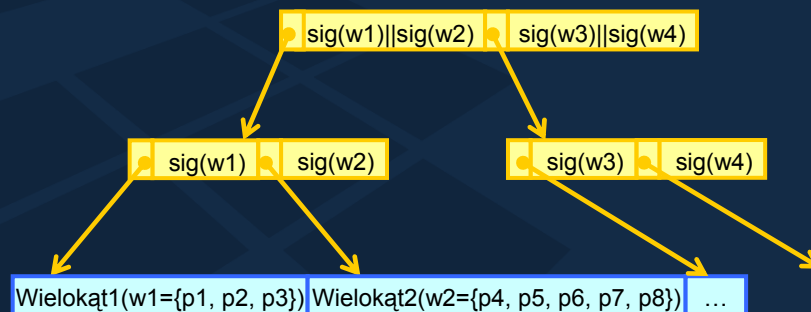 sig(w1)||sig(w2) sig(w3)||sig(w4)
sig(w1) sig(w2) sig(w3) sig(w4)
Wielokąt1(w1={p1, p2, p3}) Wielokąt2(w2={p4, p5, p6, p7, p8}) …